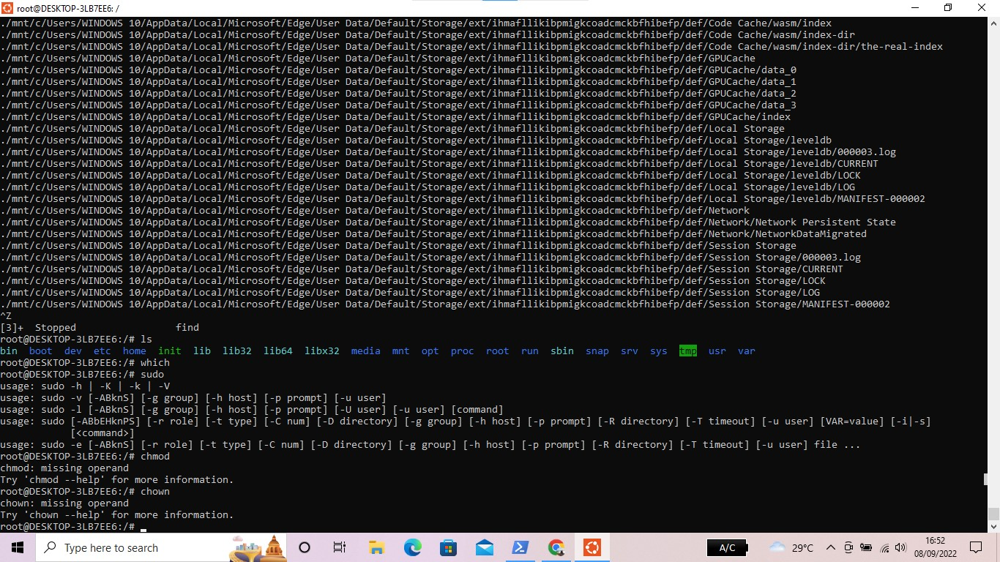 root@DESKTOP-3LB7EE6: /
./mnt/c/Users/WINDOWS 10/AppData/Local/Microsoft/Edge/User Data/Default/Storage/ext/ihmafllikibpmigkcoadcmckbfhibefp/def/Code Cache/wasm/index
./mnt/c/Users/WINDOWS 10/AppData/Local/Microsoft/Edge/User Data/Default/Storage/ext/ihmafllikibpmigkcoadcmckbfhibefp/def/Code Cache/wasm/index-dir
./mnt/c/Users/WINDOWS 10/AppData/Local/Microsoft/Edge/User Data/Default/Storage/ext/ihmafllikibpmigkcoadcmckbfhibefp/def/Code Cache/wasm/index-dir/the-real-index
./mnt/c/Users/WINDOWS 10/AppData/Local/Microsoft/Edge/User Data/Default/Storage/ext/ihmafllikibpmigkcoadcmckbfhibefp/def/GPUCache
./mnt/c/Users/WINDOWS 10/AppData/Local/Microsoft/Edge/User Data/Default/Storage/ext/ihmafllikibpmigkcoadcmckbfhibefp/def/GPUCache/data_0
./mnt/c/Users/WINDOWS 10/AppData/Local/Microsoft/Edge/User Data/Default/Storage/ext/ihmafllikibpmigkcoadcmckbfhibefp/def/GPUCache/data_1
./mnt/c/Users/WINDOWS 10/AppData/Local/Microsoft/Edge/User Data/Default/Storage/ext/ihmafllikibpmigkcoadcmckbfhibefp/def/GPUCache/data_2
./mnt/c/Users/WINDOWS 10/AppData/Local/Microsoft/Edge/User Data/Default/Storage/ext/ihmafllikibpmigkcoadcmckbfhibefp/def/GPUCache/data_3
./mnt/c/Users/WINDOWS 10/AppData/Local/Microsoft/Edge/User Data/Default/Storage/ext/ihmafllikibpmigkcoadcmckbfhibefp/def/GPUCache/index
./mnt/c/Users/WINDOWS 10/AppData/Local/Microsoft/Edge/User Data/Default/Storage/ext/ihmafllikibpmigkcoadcmckbfhibefp/def/Local Storage
./mnt/c/Users/WINDOWS 10/AppData/Local/Microsoft/Edge/User Data/Default/Storage/ext/ihmafllikibpmigkcoadcmckbfhibefp/def/Local Storage/leveldb
./mnt/c/Users/WINDOWS 10/AppData/Local/Microsoft/Edge/User Data/Default/Storage/ext/ihmafllikibpmigkcoadcmckbfhibefp/def/Local Storage/leveldb/000003.log
./mnt/c/Users/WINDOWS 10/AppData/Local/Microsoft/Edge/User Data/Default/Storage/ext/ihmafllikibpmigkcoadcmckbfhibefp/def/Local Storage/leveldb/CURRENT
./mnt/c/Users/WINDOWS 10/AppData/Local/Microsoft/Edge/User Data/Default/Storage/ext/ihmafllikibpmigkcoadcmckbfhibefp/def/Local Storage/leveldb/LOCK
./mnt/c/Users/WINDOWS 10/AppData/Local/Microsoft/Edge/User Data/Default/Storage/ext/ihmafllikibpmigkcoadcmckbfhibefp/def/Local Storage/leveldb/LOG
./mnt/c/Users/WINDOWS 10/AppData/Local/Microsoft/Edge/User Data/Default/Storage/ext/ihmafllikibpmigkcoadcmckbfhibefp/def/Local Storage/leveldb/MANIFEST-000002
./mnt/c/Users/WINDOWS 10/AppData/Local/Microsoft/Edge/User Data/Default/Storage/ext/ihmafllikibpmigkcoadcmckbfhibefp/def/Network
./mnt/c/Users/WINDOWS 10/AppData/Local/Microsoft/Edge/User Data/Default/Storage/ext/ihmafllikibpmigkcoadcmckbfhibefp/def/Network/Network Persistent State
./mnt/c/Users/WINDOWS 10/AppData/Local/Microsoft/Edge/User Data/Default/Storage/ext/ihmafllikibpmigkcoadcmckbfhibefp/def/Network/NetworkDataMigrated
./mnt/c/Users/WINDOWS 10/AppData/Local/Microsoft/Edge/User Data/Default/Storage/ext/ihmafllikibpmigkcoadcmckbfhibefp/def/Session Storage
./mnt/c/Users/WINDOWS 10/AppData/Local/Microsoft/Edge/User Data/Default/Storage/ext/ihmafllikibpmigkcoadcmckbfhibefp/def/Session Storage/000003.log
./mnt/c/Users/WINDOWS 10/AppData/Local/Microsoft/Edge/User Data/Default/Storage/ext/ihmafllikibpmigkcoadcmckbfhibefp/def/Session Storage/CURRENT
./mnt/c/Users/WINDOWS 10/AppData/Local/Microsoft/Edge/User Data/Default/Storage/ext/ihmafllikibpmigkcoadcmckbfhibefp/def/Session Storage/LOCK
./mnt/c/Users/WINDOWS 10/AppData/Local/Microsoft/Edge/User Data/Default/Storage/ext/ihmafllikibpmigkcoadcmckbfhibefp/def/Session Storage/LOG
./mnt/c/Users/WINDOWS 10/AppData/Local/Microsoft/Edge/User Data/Default/Storage/ext/ihmafllikibpmigkcoadcmckbfhibefp/def/Session Storage/MANIFEST-000002
^Z
[3]+  Stopped                 find
root@DESKTOP-3LB7EE6:/# ls
bin  boot  dev  etc  home  init  lib  lib32  lib64  libx32  media  mnt  opt  proc  root  run  sbin  snap  srv  sys  tmp  usr  var
root@DESKTOP-3LB7EE6:/# which
root@DESKTOP-3LB7EE6:/# sudo
usage: sudo -h | -K | -k | -V
usage: sudo -v [-ABknS] [-g group] [-h host] [-p prompt] [-u user]
usage: sudo -l [-ABknS] [-g group] [-h host] [-p prompt] [-U user] [-u user] [command]
usage: sudo [-ABbEHknPS] [-r role] [-t type] [-C num] [-D directory] [-g group] [-h host] [-p prompt] [-R directory] [-T timeout] [-u user] [VAR=value] [-i|-s]
            [<command>]
usage: sudo -e [-ABknS] [-r role] [-t type] [-C num] [-D directory] [-g group] [-h host] [-p prompt] [-R directory] [-T timeout] [-u user] file ...
root@DESKTOP-3LB7EE6:/# chmod
chmod: missing operand
Try 'chmod --help' for more information.
root@DESKTOP-3LB7EE6:/# chown
chown: missing operand
Try 'chown --help' for more information.
root@DESKTOP-3LB7EE6:/#
Type here to search
A/C
29°C
16:52
08/09/2022